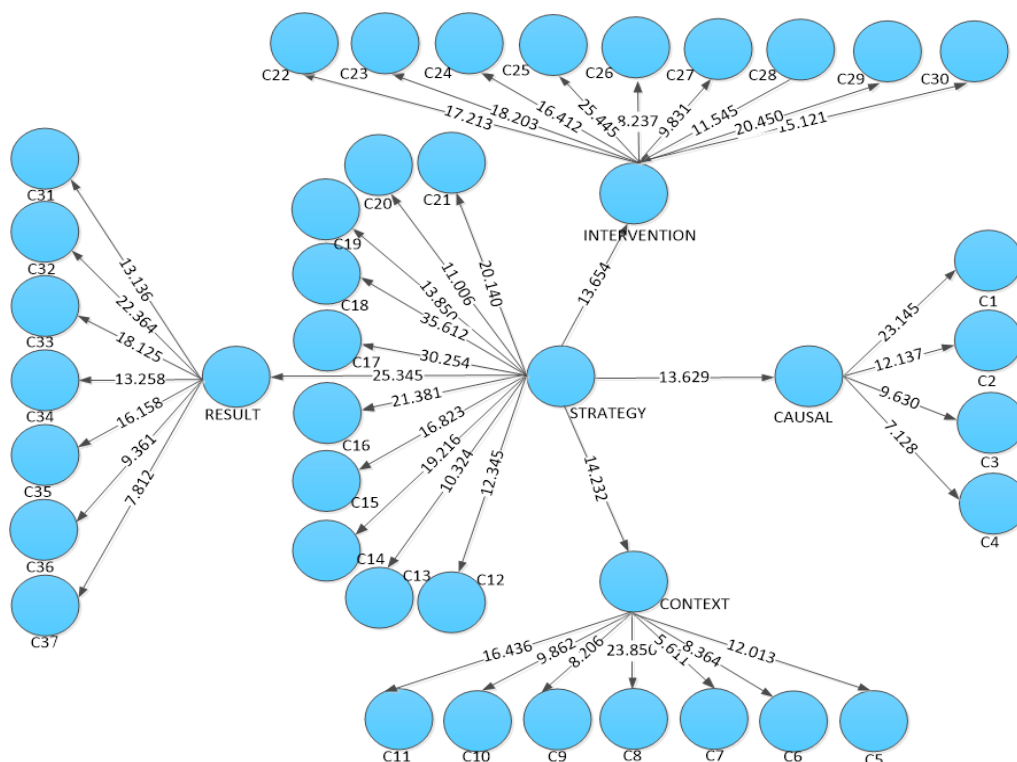 C22
C23
C24
C25
C26
C27
C28
C29
C30
17.213
18.203
16.412
25.445
8.237
9.831
11.545
20.450
15.121
INTERVENTION
C31
C32
C33
C34
C35
C36
C37
13.136
22.364
18.125
13.258
16.158
9.361
7.812
RESULT
C21
C20
C19
C18
C17
C16
C15
C14
C13
C12
20.140
11.006
13.850
35.612
30.254
25.345
21.381
16.823
19.216
10.324
12.345
STRATEGY
13.654
13.629
14.232
CAUSAL
23.145
12.137
9.630
7.128
C1
C2
C3
C4
CONTEXT
16.436
9.862
8.206
23.850
5.611
8.364
12.013
C11
C10
C9
C8
C7
C6
C5